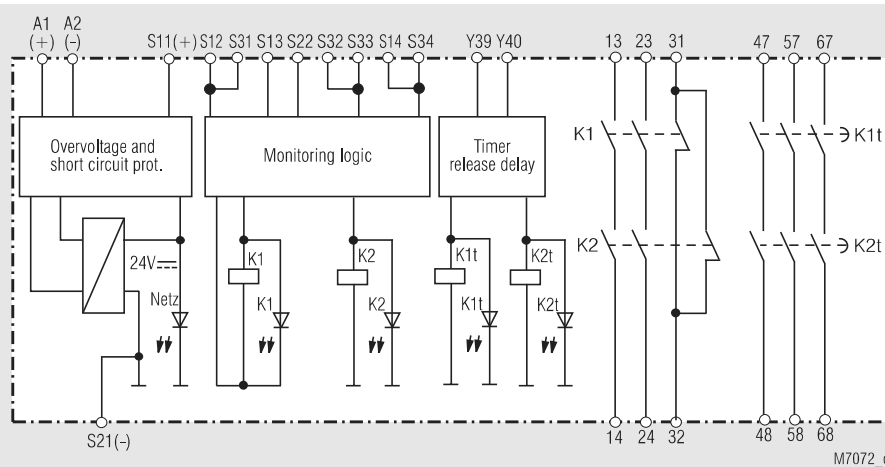 A1 A2
(+) (-) S11(+) S12 S31 S13 S22 S32 S33 S14 S34 Y39 Y40 13 23 31 47 57 67
Overvoltage and
short circuit prot.
Monitoring logic
Timer
release delay
K1 K1t
K2 K2t
24V
Netz
K1
K1
K2
K2
K1t
K1t
K2t
K2t
S21(-) 14 24 32 48 58 68